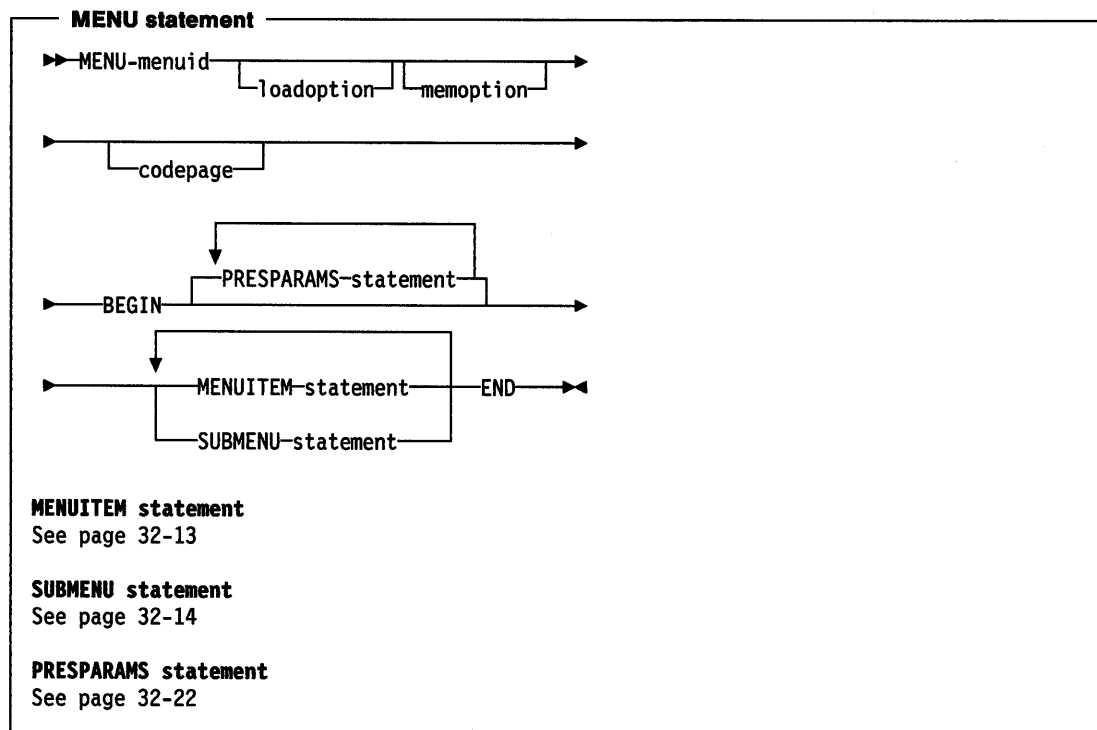 MENU statement
MENU-menuid
loadoption memoption
codepage
PRESPARAMS-statement
BEGIN
MENUITEM-statement END
SUBMENU-statement
MENUITEM statement
See page 32-13
SUBMENU statement
See page 32-14
PRESPARAMS statement
See page 32-22